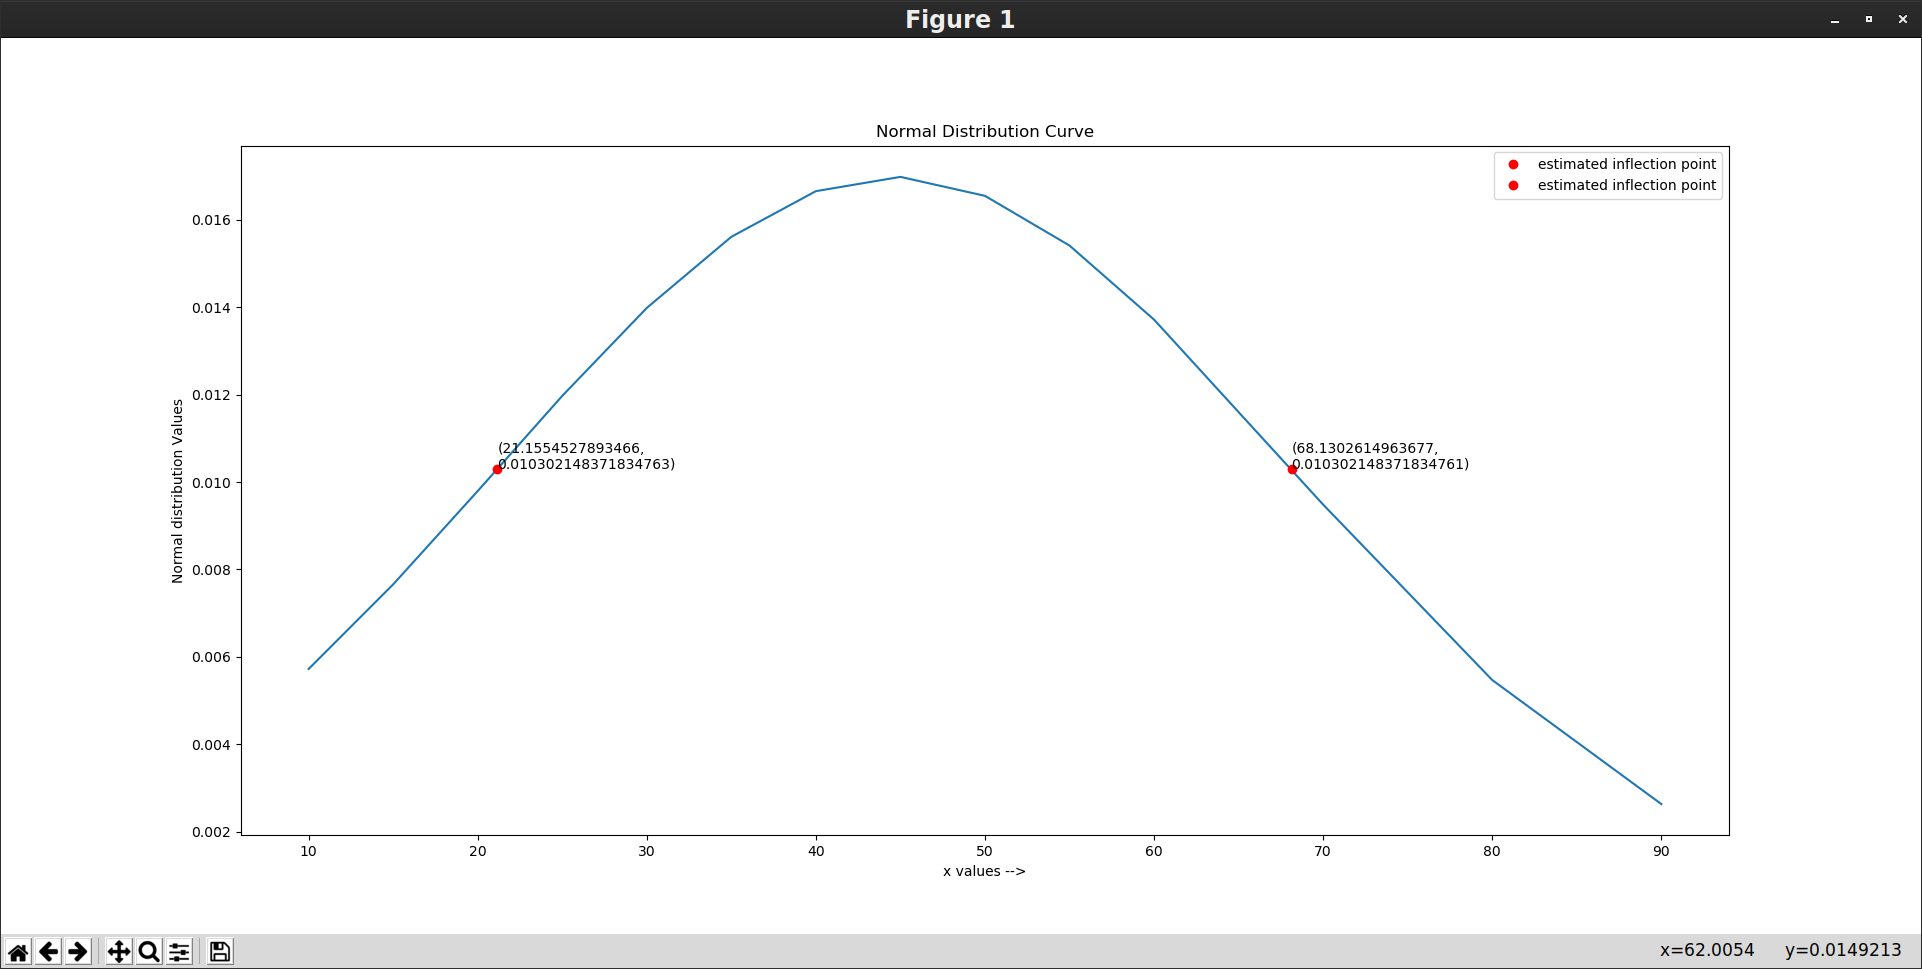 Figure 1
Normal Distribution Curve
estimated inflection point
estimated inflection point
Normal distribution Values
0.016
0.014
0.012
0.010
0.008
0.006
0.004
0.002
(21.1554527893466,
0.010302148371834763)
(68.1302614963677,
0.010302148371834761)
10 20 30 40 50 60 70 80 90
x values -->
x=62.0054 y=0.0149213